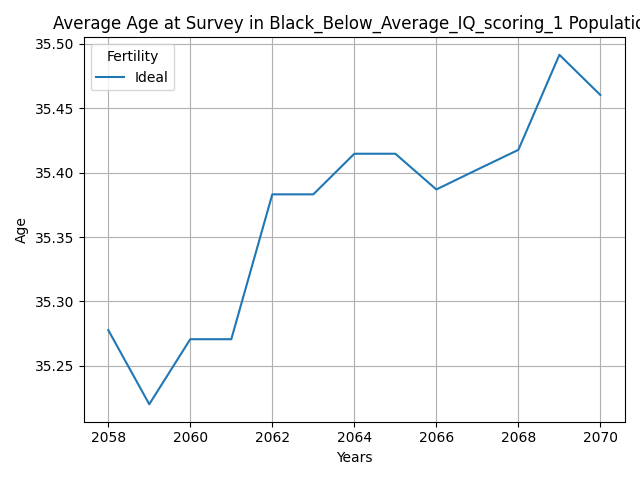 Average Age at Survey in Black_Below_Average_IQ_scoring_1 Populatio
35.50
Fertility
Ideal
35.45
35.40
35.35
Age
35.30
35.25
2058 2060 2062 2064 2066 2068 2070
Years